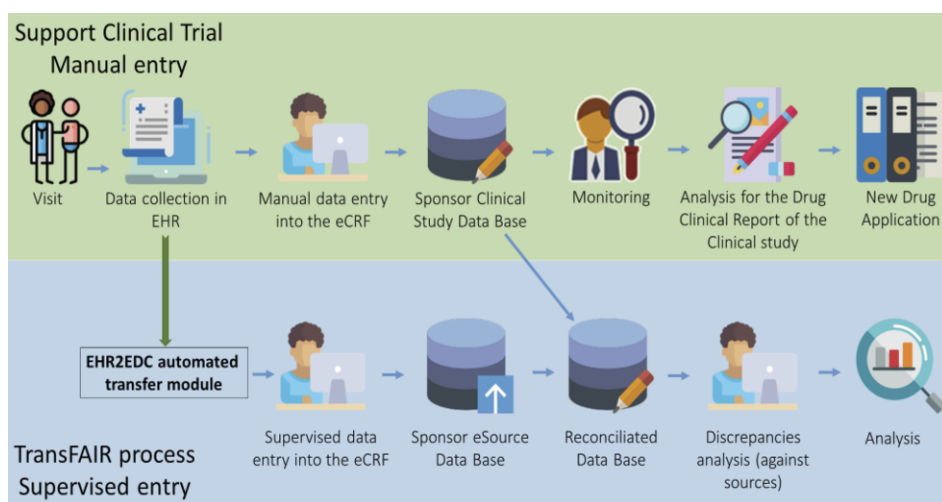 Support Clinical Trial
Manual entry
Visit
Data collection in
EHR
Manual data entry
into the eCRF
Sponsor Clinical
Study Data Base
Monitoring
Analysis for the Drug
Clinical Report of the
Clinical study
New Drug
Application
EHR2EDC automated
transfer module
Supervised data
entry into the eCRF
Sponsor eSource
Data Base
Reconciliated
Data Base
Discrepancies
analysis (against
sources)
Analysis
TransFAIR process
Supervised entry